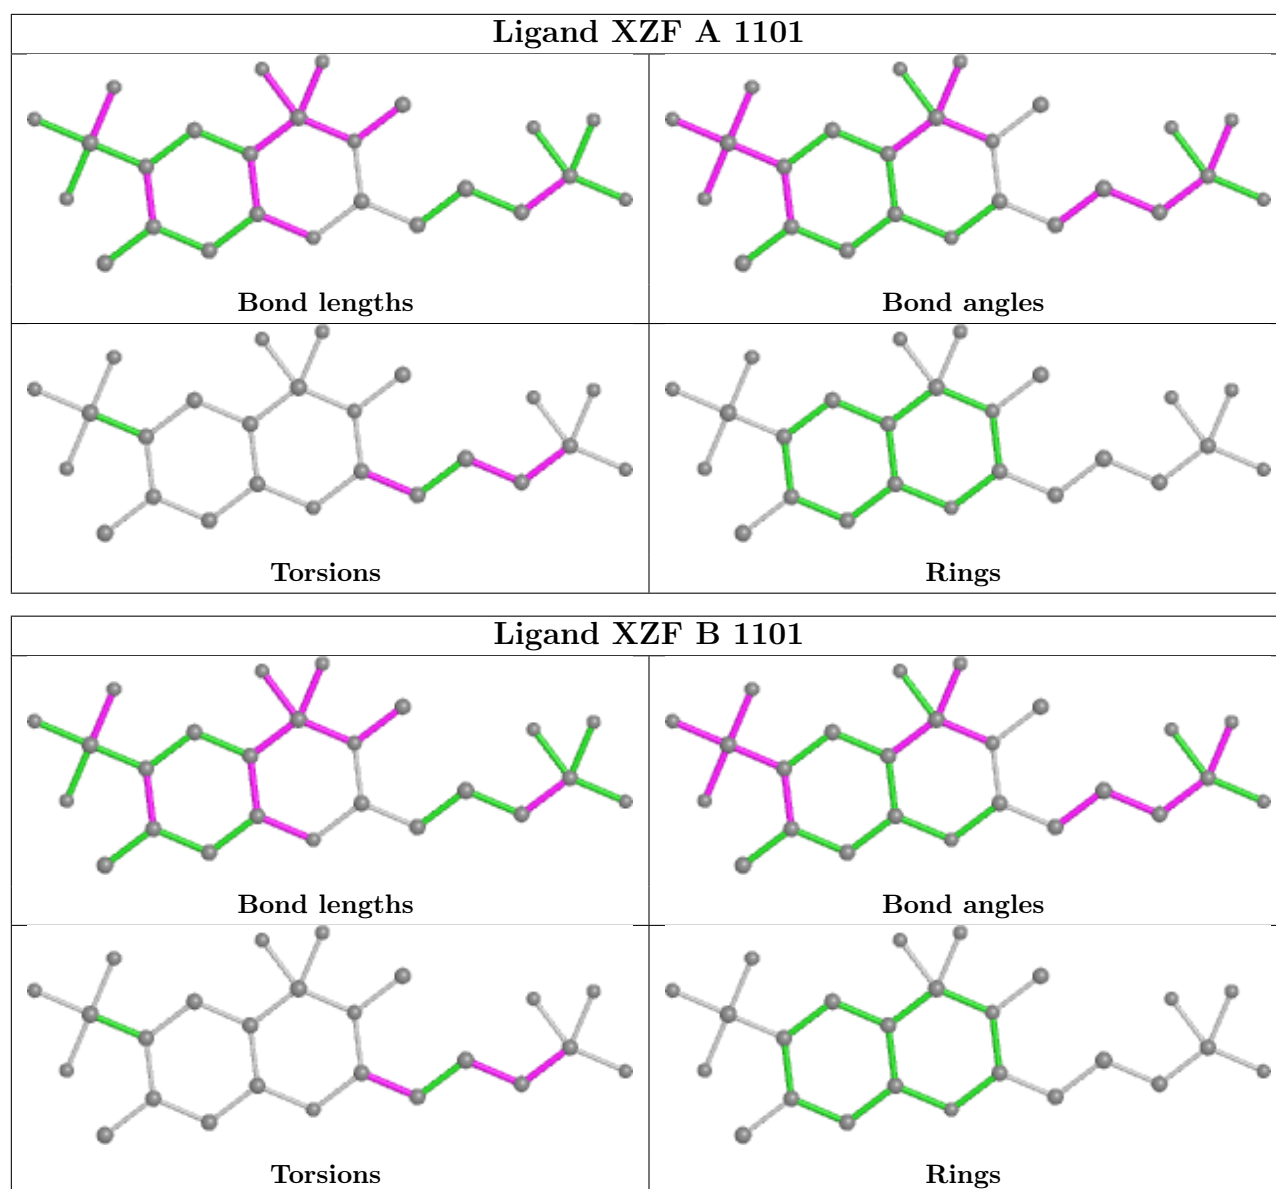 Ligand XZF A 1101
Bond lengths
Bond angles
Torsions
Rings
Ligand XZF B 1101
Bond lengths
Bond angles
Torsions
Rings